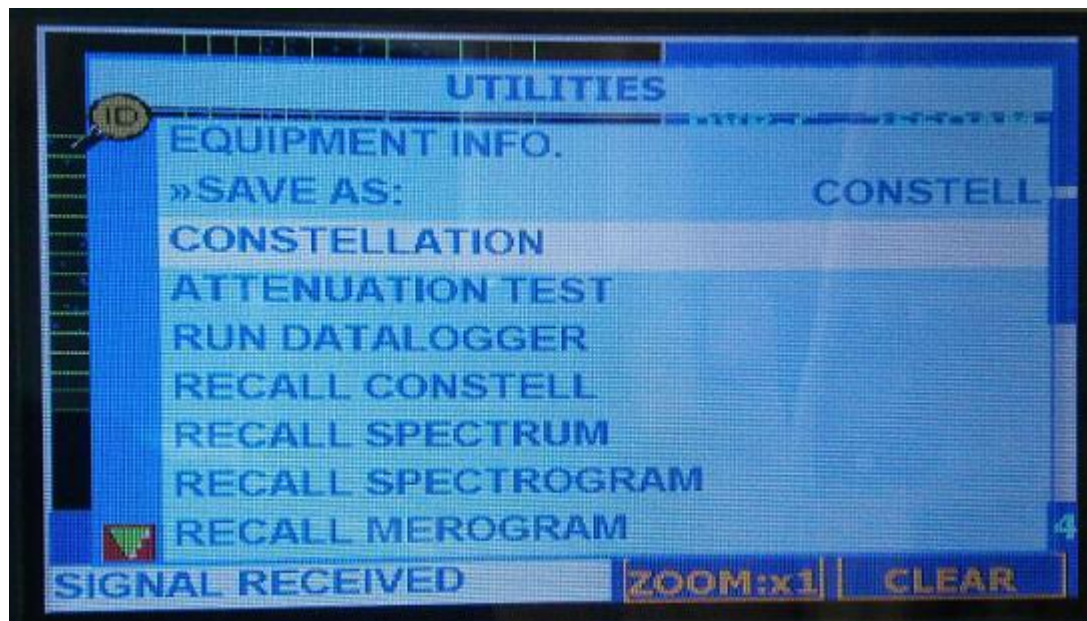 UTILITIES
ID
EQUIPMENT INFO.
»SAVE AS: CONSTELL
CONSTELLATION
ATTENUATION TEST
RUN DATALOGGER
RECALL CONSTELL
RECALL SPECTRUM
RECALL SPECTROGRAM
RECALL MEROGRAM
4
SIGNAL RECEIVED ZOOM:x1 CLEAR